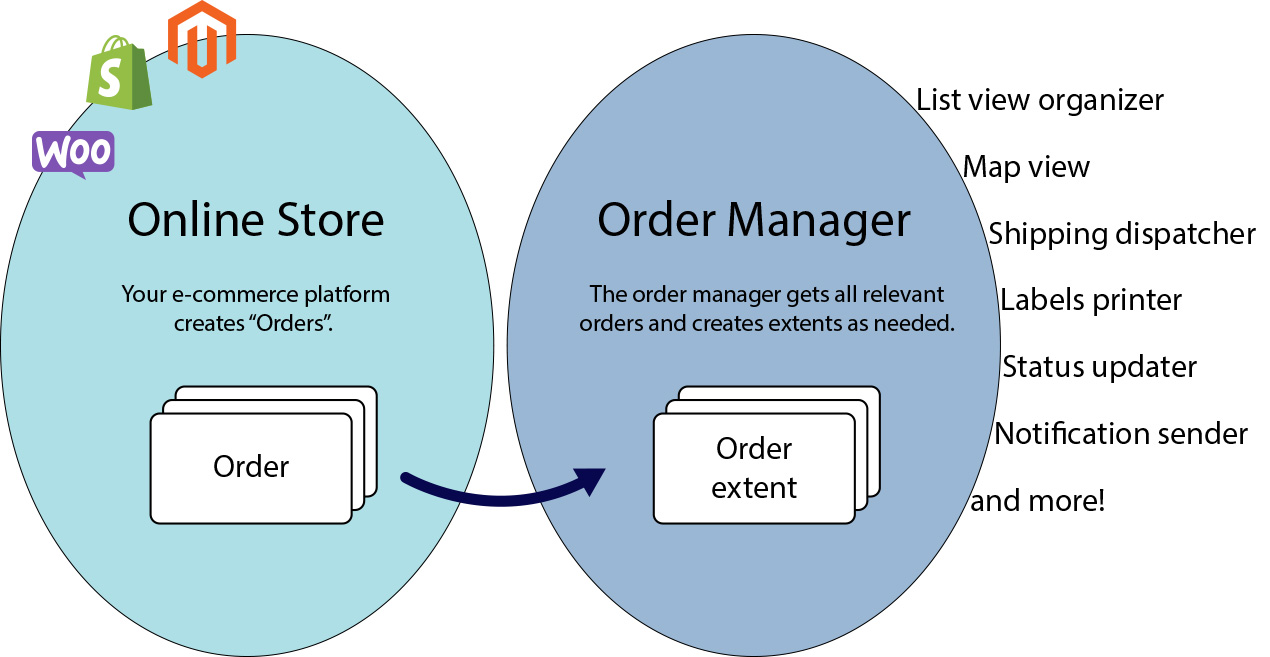 S
WOO
Online Store
Your e-commerce platform
creates “Orders”.
Order
Order Manager
The order manager gets all relevant
orders and creates extents as needed.
Order
extent
List view organizer
Map view
Shipping dispatcher
Labels printer
Status updater
Notification sender
and more!